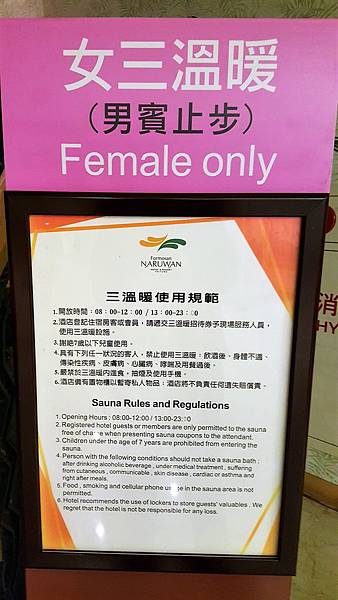 女三溫暖
（男賓止步）
Female only
Formosan
NARUWAN
三溫暖使用規範
1.開放時間：08：00-12：00 / 13：00-23：00
2.酒店登記住宿房客或會員，請遞交三溫暖招待券予現場服務人員，
使用三溫暖設施。
3.謝絶7歲以下兒童使用。
4.具有下列任一狀況的客人，禁止使用三溫暖：飲酒後、身體不適、
傳染性疾病、皮膚病、心臟病、哮喘及用餐過後。
5.嚴禁於三溫暖內進食，抽煙及使用手機。
6.酒店備有置物櫃以暫寄私人物品；酒店將不負責任何遺失賠償責。
Sauna Rules and Regulations
1.Opening Hours : 08:00-12:00 / 13:00-23:00
2.Registered hotel guests or members are only permitted to the sauna
free of charge when presenting sauna coupons to the attendant.
3.Children under the age of 7 years are prohibited from entering the
sauna.
4.Person with the following conditions should not take a sauna bath :
after drinking alcoholic beverage , under medical treatment , suffering
from cutaneous , communicable , skin disease , cardiac or asthma and
right after meals.
5.Food , smoking and cellular phone usage in the sauna area is not
permitted.
6.Hotel recommends the use of lockers to store guests' valuables . We
regret that the hotel is not be responsible for any loss.
消
HY